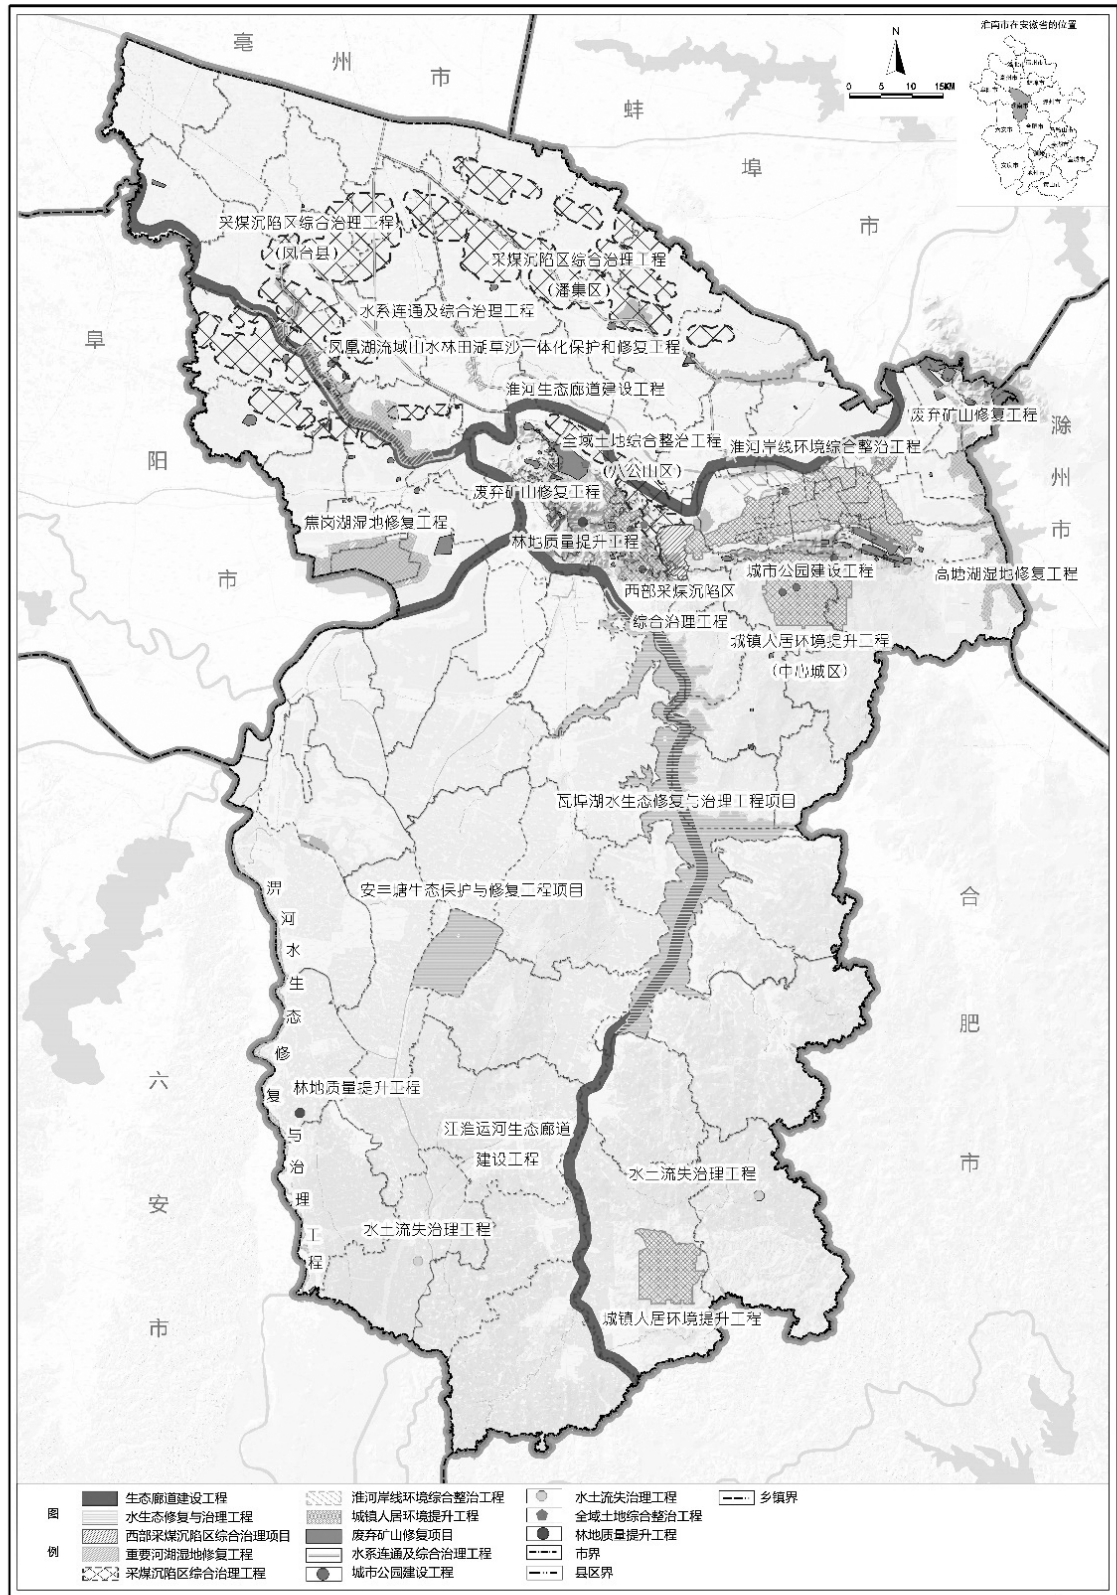 亳
州
市
N
0 5 10 15KM
淮南市在安徽省的位置
蚌
埠
市
采煤沉陷区综合治理工程
(凤台县)
采煤沉陷区综合治理工程
(潘集区)
水系连通及综合治理工程
凤凰湖流域山水林田湖草沙一体化保护和修复工程
阜
阳
市
淮河生态廊道建设工程
废弃矿山修复工程
全域土地综合整治工程
(八公山区)
淮河岸线环境综合整治工程
滁
州
市
废弃矿山修复工程
焦岗湖湿地修复工程
林地质量提升工程
城市公园建设工程
高塘湖湿地修复工程
西部采煤沉陷区
综合治理工程
城镇人居环境提升工程
(中心城区)
瓦埠湖水生态修复与治理工程项目
安丰塘生态保护与修复工程项目
淠
河
水
生
态
修
复
与
治
理
工
程
合
肥
市
六
安
市
林地质量提升工程
江淮运河生态廊道
建设工程
水土流失治理工程
水土流失治理工程
城镇人居环境提升工程
图
例
生态廊道建设工程
水生态修复与治理工程
西部采煤沉陷区综合治理项目
重要河湖湿地修复工程
采煤沉陷区综合治理工程
淮河岸线环境综合整治工程
城镇人居环境提升工程
废弃矿山修复项目
水系连通及综合治理工程
城市公园建设工程
水土流失治理工程
全域土地综合整治工程
林地质量提升工程
市界
县区界
乡镇界